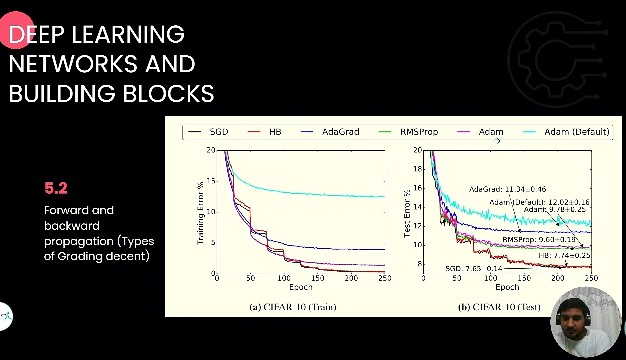 DEEP LEARNING
NETWORKS AND
BUILDING BLOCKS
5.2
Forward and
backward
propagation (Types
of Grading decent)
SGD HB AdaGrad RMSProp Adam Adam (Default)
20
15
10
5
0
Training Error %
0 50 100 150 200 250
Epoch
(a) CIFAR-10 (Train)
20
18
16
14
12
10
8
Test Error %
AdaGrad: 11.34±0.46
Adam (Default): 12.02±0.16
Adam: 9.78±0.25
RMSProp: 9.60±0.19
HB: 7.74±0.25
SGD: 7.65 0.14
0 50 100 150 200 250
Epoch
(b) CIFAR-10 (Test)